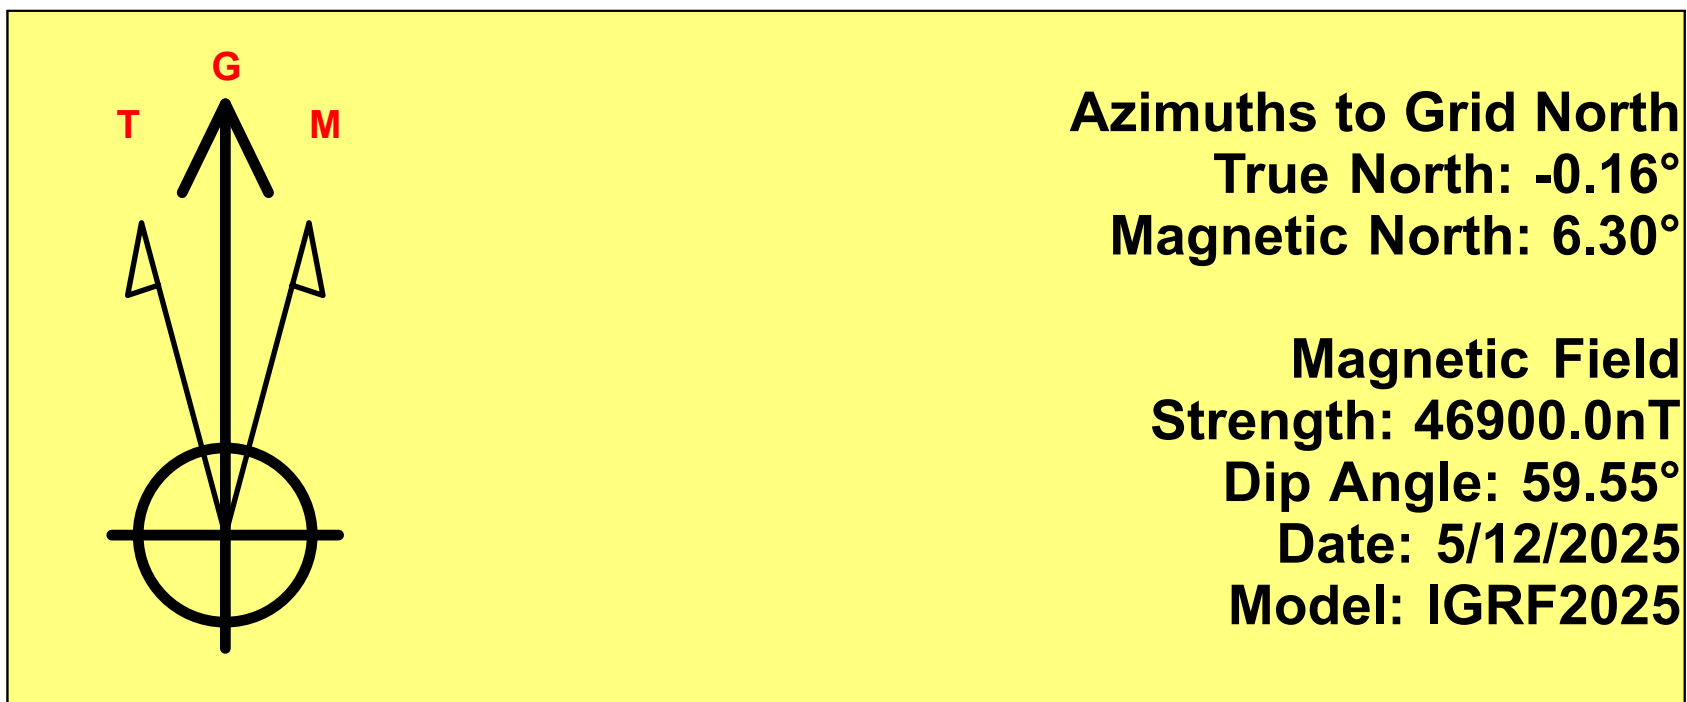 G
T
M
Azimuths to Grid North
True North: -0.16°
Magnetic North: 6.30°
Magnetic Field
Strength: 46900.0nT
Dip Angle: 59.55°
Date: 5/12/2025
Model: IGRF2025